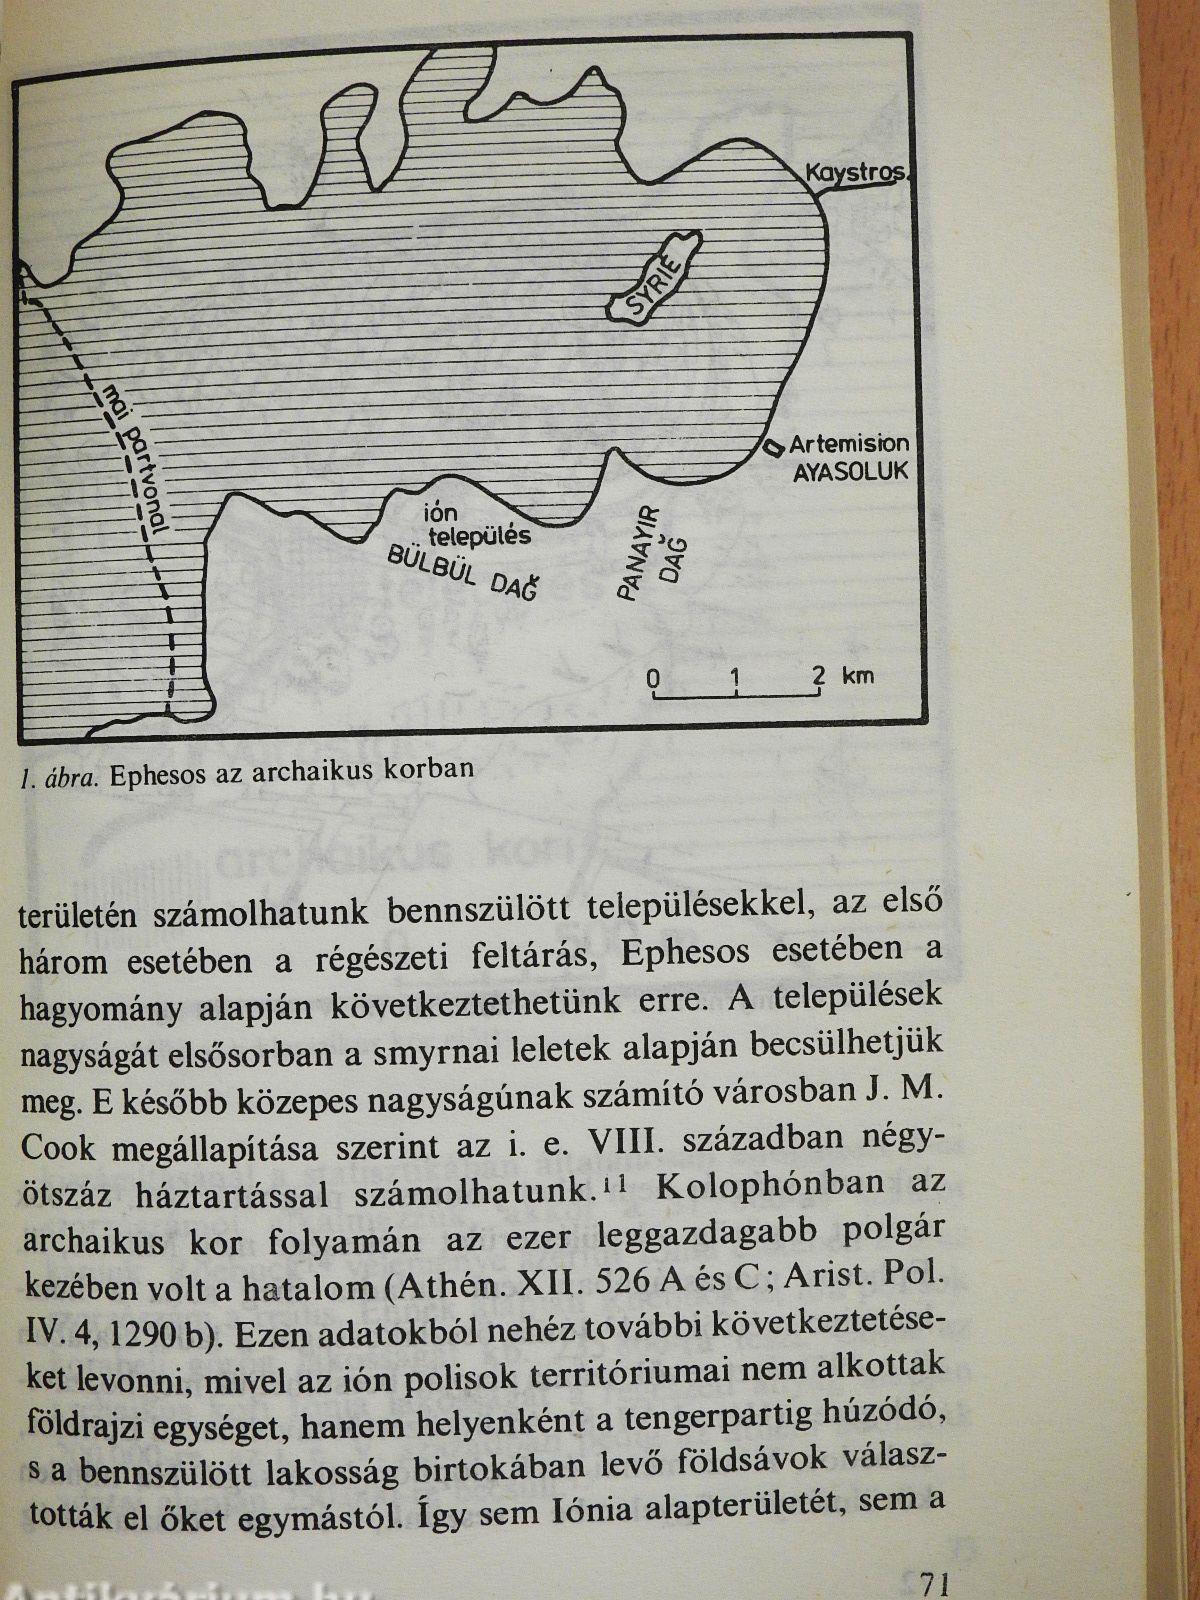 Kaystros.
SYRIÉ
mai partvonal
Artemision
AYASOLUK
ión
település
BÜLBÜL DAĞ
PANAYIR
DAĞ
0 1 2 km
1. ábra. Ephesos az archaikus korban
archaikus kor
területén számolhatunk bennszülött településekkel, az első
három esetében a régészeti feltárás, Ephesos esetében a
hagyomány alapján következtethetünk erre. A települések
nagyságát elsősorban a smyrnai leletek alapján becsülhetjük
meg. E később közepes nagyságúnak számító városban J. M.
Cook megállapítása szerint az i. e. VIII. században négy-
ötszáz háztartással számolhatunk.¹¹ Kolophónban az
archaikus kor folyamán az ezer leggazdagabb polgár
kezében volt a hatalom (Athén. XII. 526 A és C; Arist. Pol.
IV. 4, 1290 b). Ezen adatokból nehéz további következtetése-
ket levonni, mivel az ión polisok territóriumai nem alkottak
földrajzi egységet, hanem helyenként a tengerpartig húzódó,
s a bennszülött lakosság birtokában levő földsávok válasz-
tották el őket egymástól. Így sem Iónia alapterületét, sem a
71
Antikvárium.hu